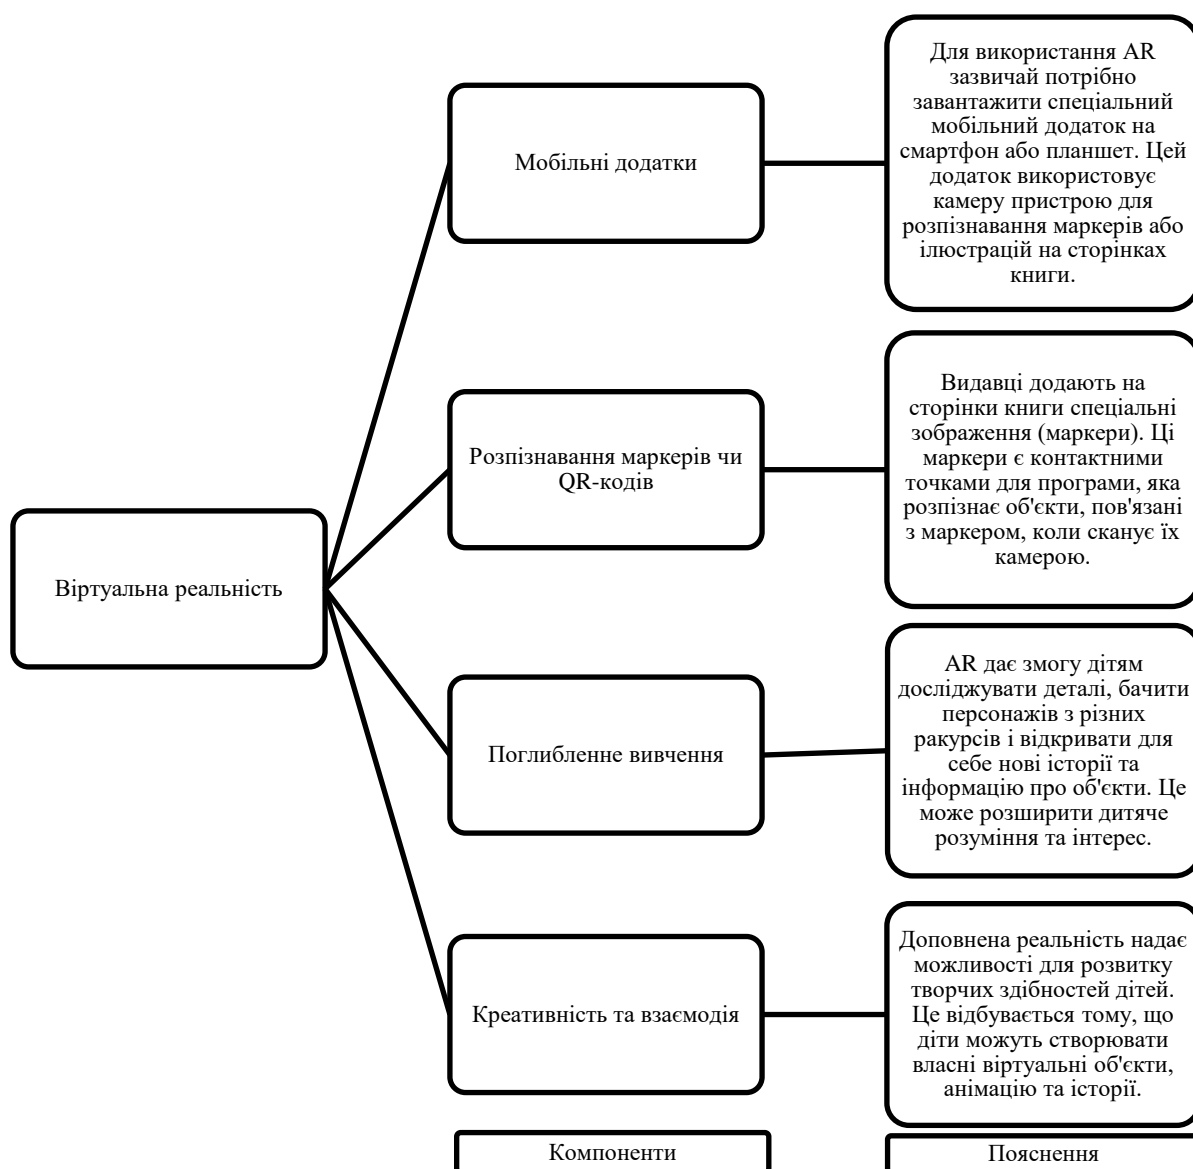 Віртуальна реальність
Мобільні додатки
Для використання AR
зазвичай потрібно
завантажити спеціальний
мобільний додаток на
смартфон або планшет. Цей
додаток використовує
камеру пристрою для
розпізнавання маркерів або
ілюстрацій на сторінках
книги.
Розпізнавання маркерів чи
QR-кодів
Видавці додають на
сторінки книги спеціальні
зображення (маркери). Ці
маркери є контактними
точками для програми, яка
розпізнає об'єкти, пов'язані
з маркером, коли сканує їх
камерою.
Поглибленне вивчення
AR дає змогу дітям
досліджувати деталі, бачити
персонажів з різних
ракурсів і відкривати для
себе нові історії та
інформацію про об'єкти. Це
може розширити дитяче
розуміння та інтерес.
Креативність та взаємодія
Доповнена реальність надає
можливості для розвитку
творчих здібностей дітей.
Це відбувається тому, що
діти можуть створювати
власні віртуальні об'єкти,
анімацію та історії.
Компоненти
Пояснення